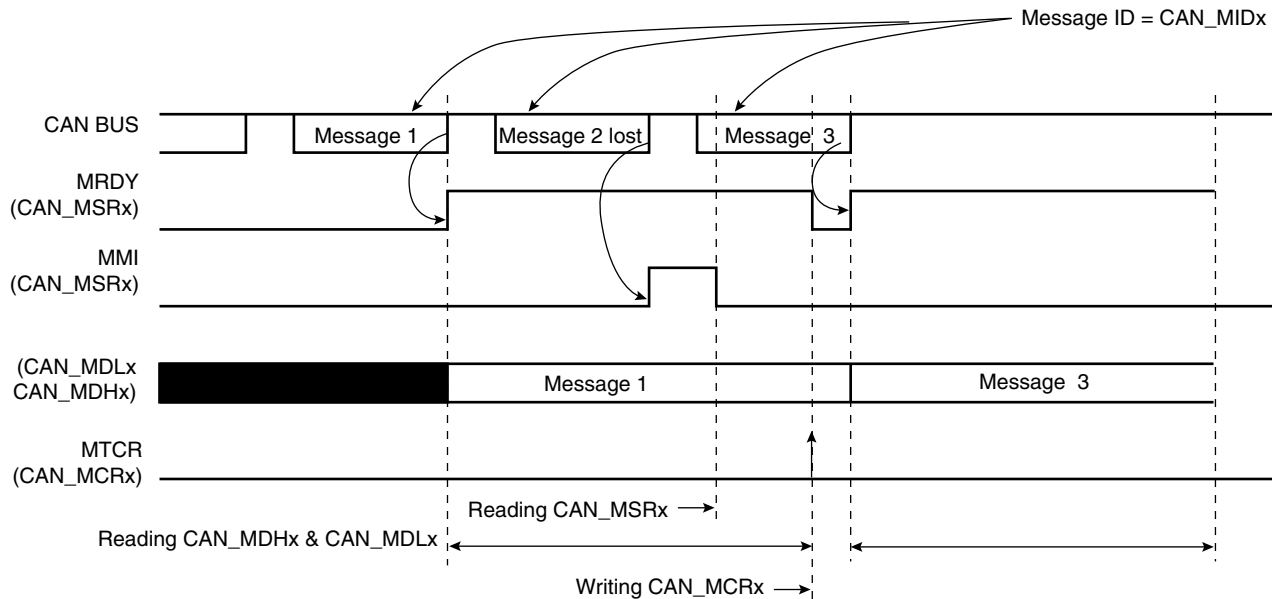 Message ID = CAN_MIDx
CAN BUS
Message 1
Message 2 lost
Message 3
MRDY
(CAN_MSRx)
MMI
(CAN_MSRx)
(CAN_MDLx
CAN_MDHx)
Message 1
Message 3
MTCR
(CAN_MCRx)
Reading CAN_MSRx
Reading CAN_MDHx & CAN_MDLx
Writing CAN_MCRx